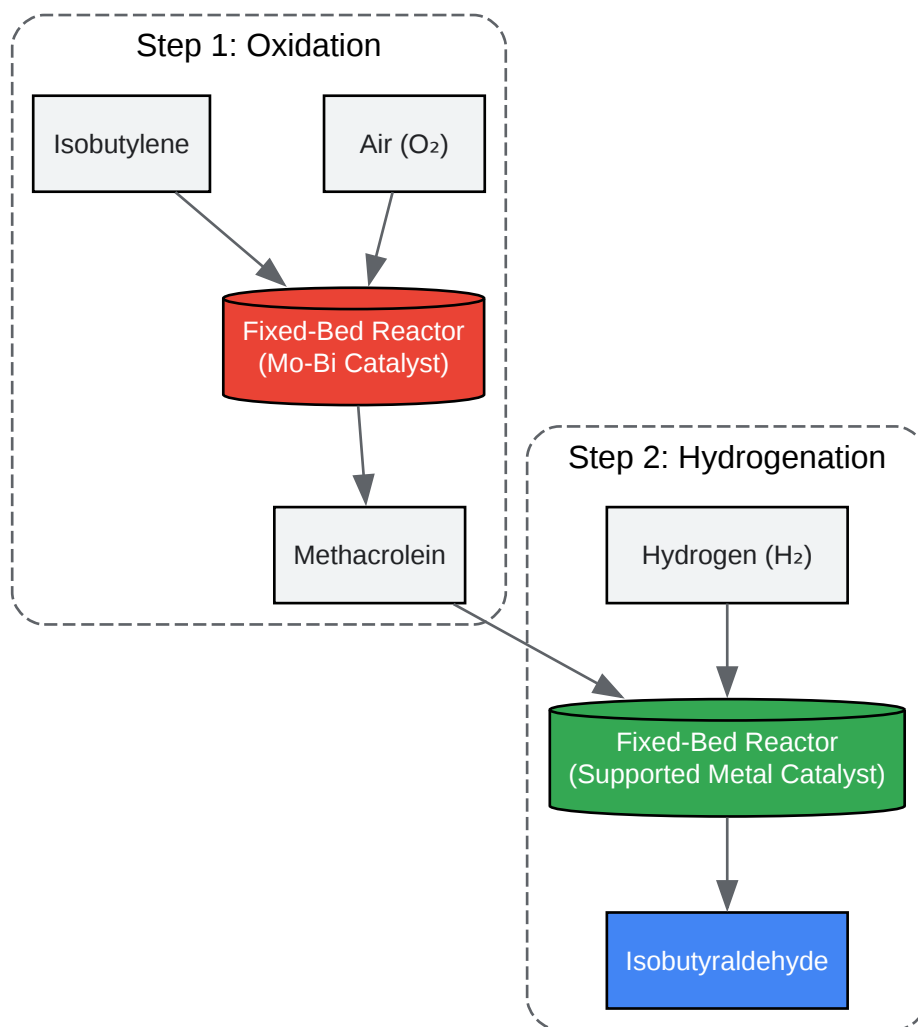 Step 1: Oxidation
Isobutylene
Air (O₂)
Fixed-Bed Reactor
(Mo-Bi Catalyst)
Methacrolein
Step 2: Hydrogenation
Hydrogen (H₂)
Fixed-Bed Reactor
(Supported Metal Catalyst)
Isobutyraldehyde